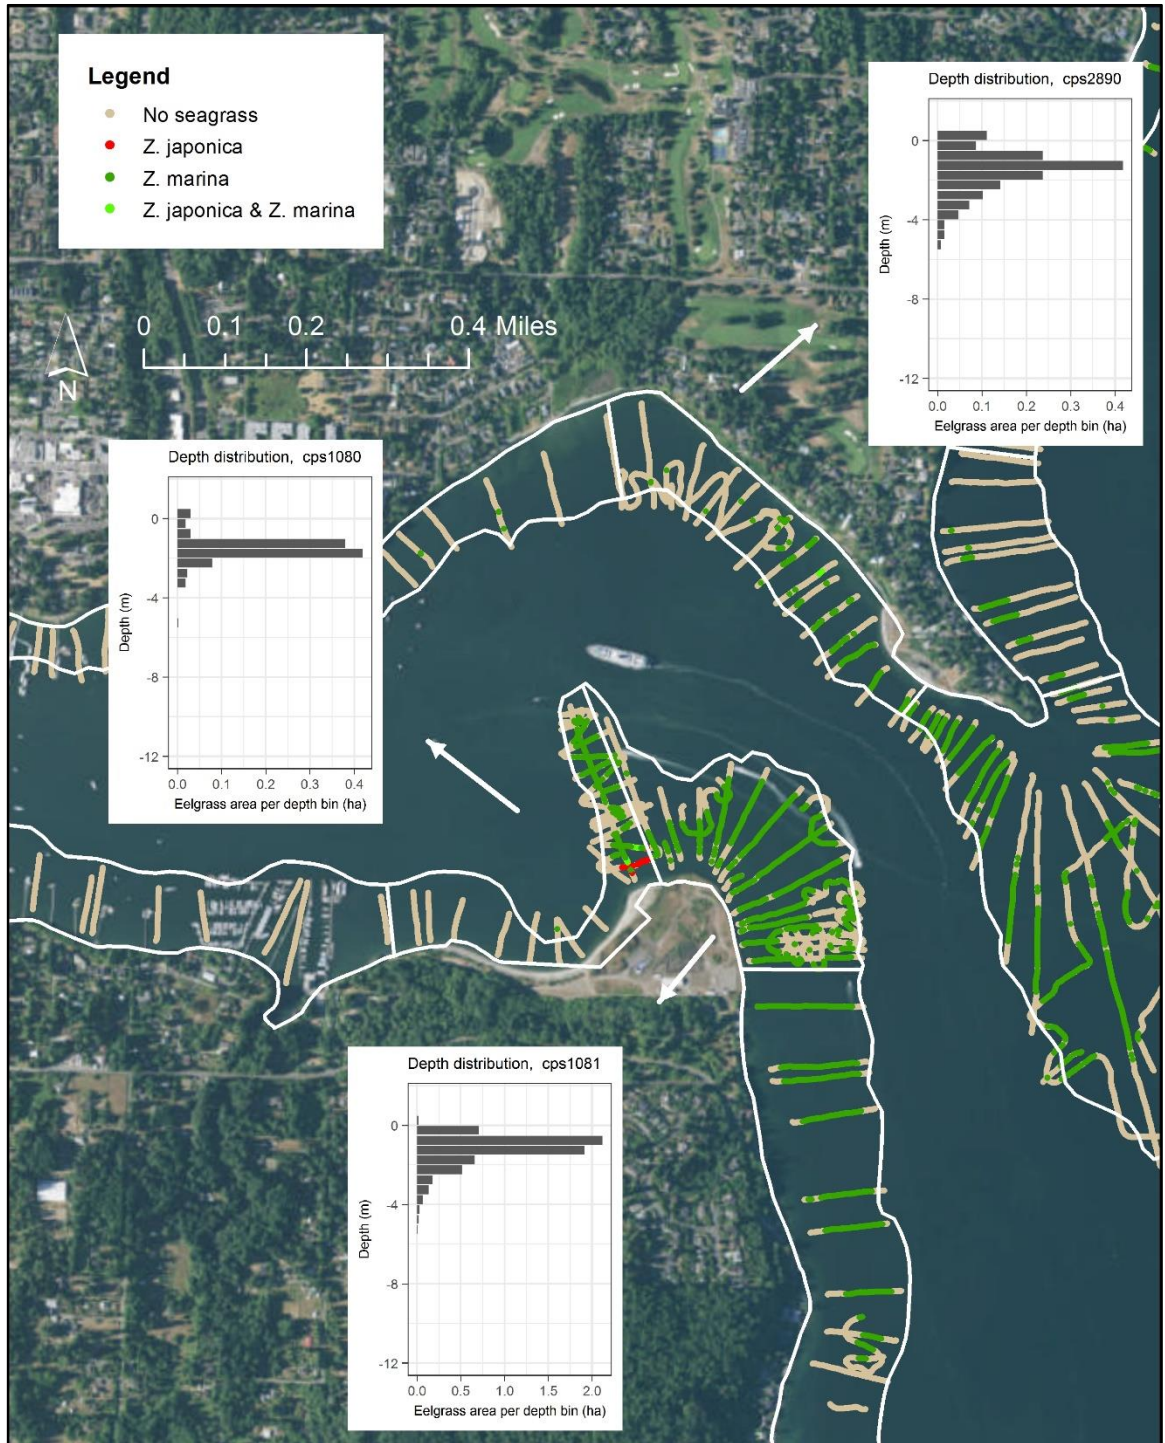 Legend
No seagrass
Z. japonica
Z. marina
Z. japonica & Z. marina
0 0.1 0.2 0.4 Miles
N
Depth distribution, cps2890
0
-4
-8
-12
Depth (m)
0.0 0.1 0.2 0.3 0.4
Eelgrass area per depth bin (ha)
Depth distribution, cps1080
0
-4
-8
-12
Depth (m)
0.0 0.1 0.2 0.3 0.4
Eelgrass area per depth bin (ha)
Depth distribution, cps1081
0
-4
-8
-12
Depth (m)
0.0 0.5 1.0 1.5 2.0
Eelgrass area per depth bin (ha)